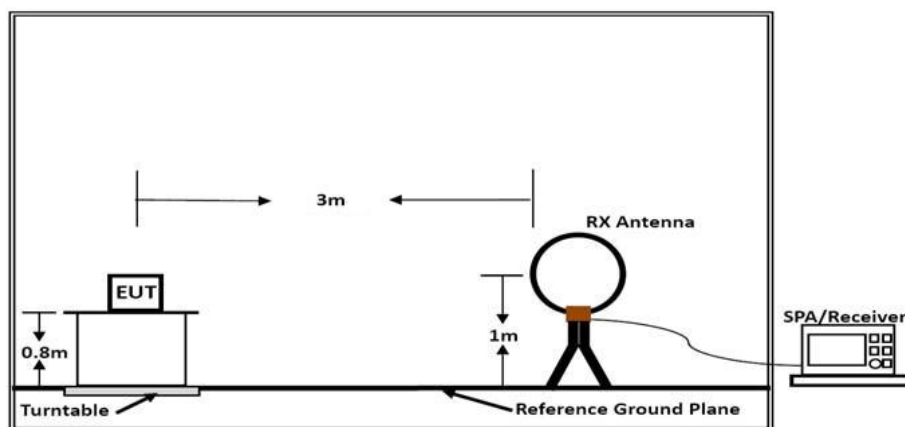 3m
RX Antenna
EUT
SPA/Receiver
0.8m
1m
Turntable
Reference Ground Plane